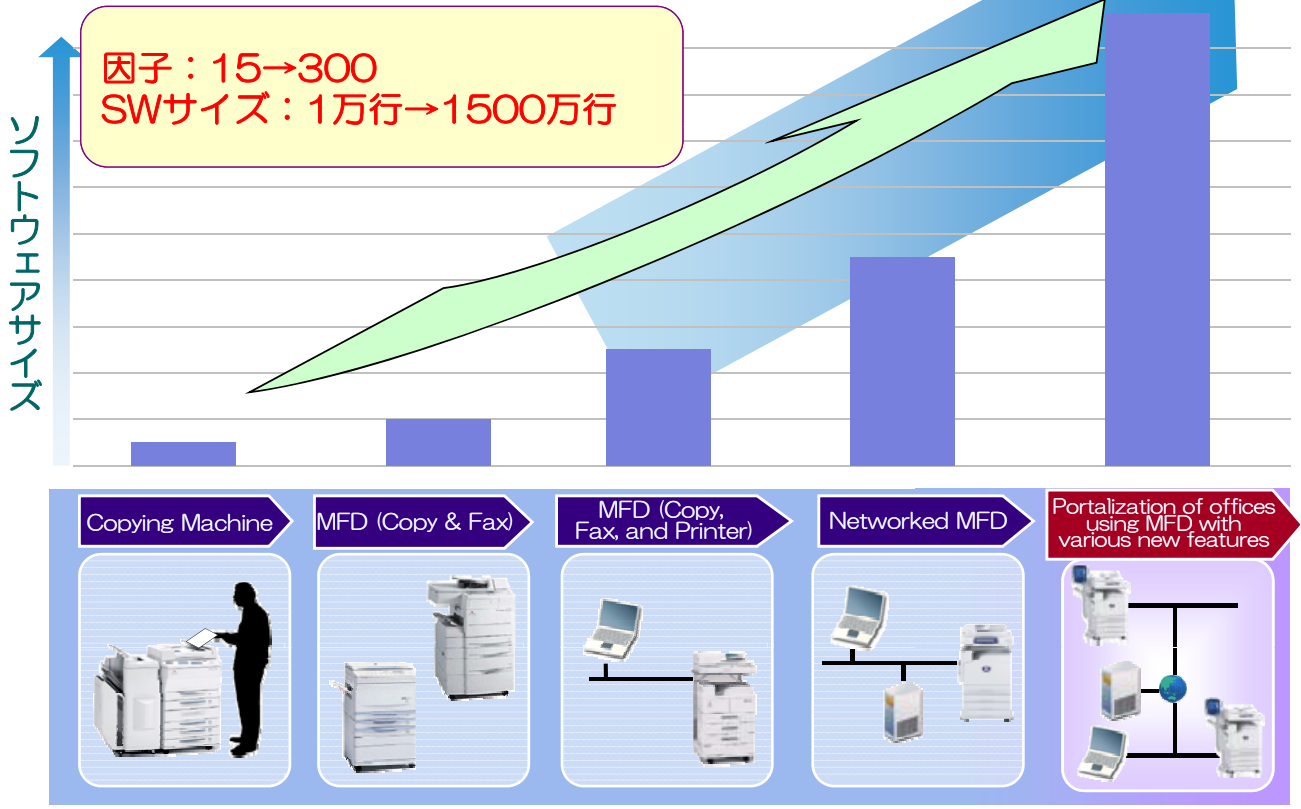 因子：15→300
SWサイズ：1万行→1500万行
ソフトウェアサイズ
Copying Machine
MFD (Copy & Fax)
MFD (Copy,
Fax, and Printer)
Networked MFD
Portalization of offices
using MFD with
various new features